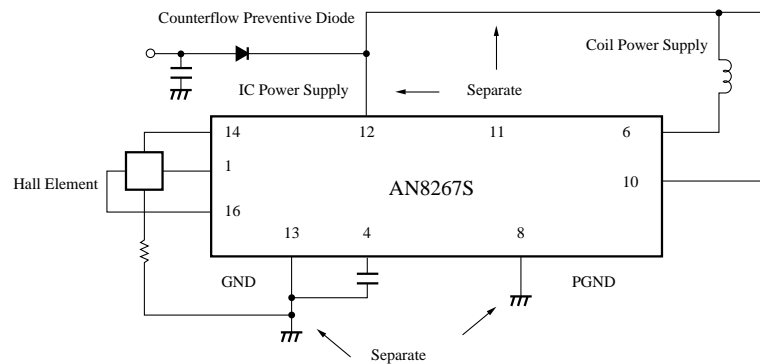 Counterflow Preventive Diode
Coil Power Supply
IC Power Supply
Separate
14
12
11
6
1
10
Hall Element
AN8267S
16
13
4
8
GND
PGND
Separate